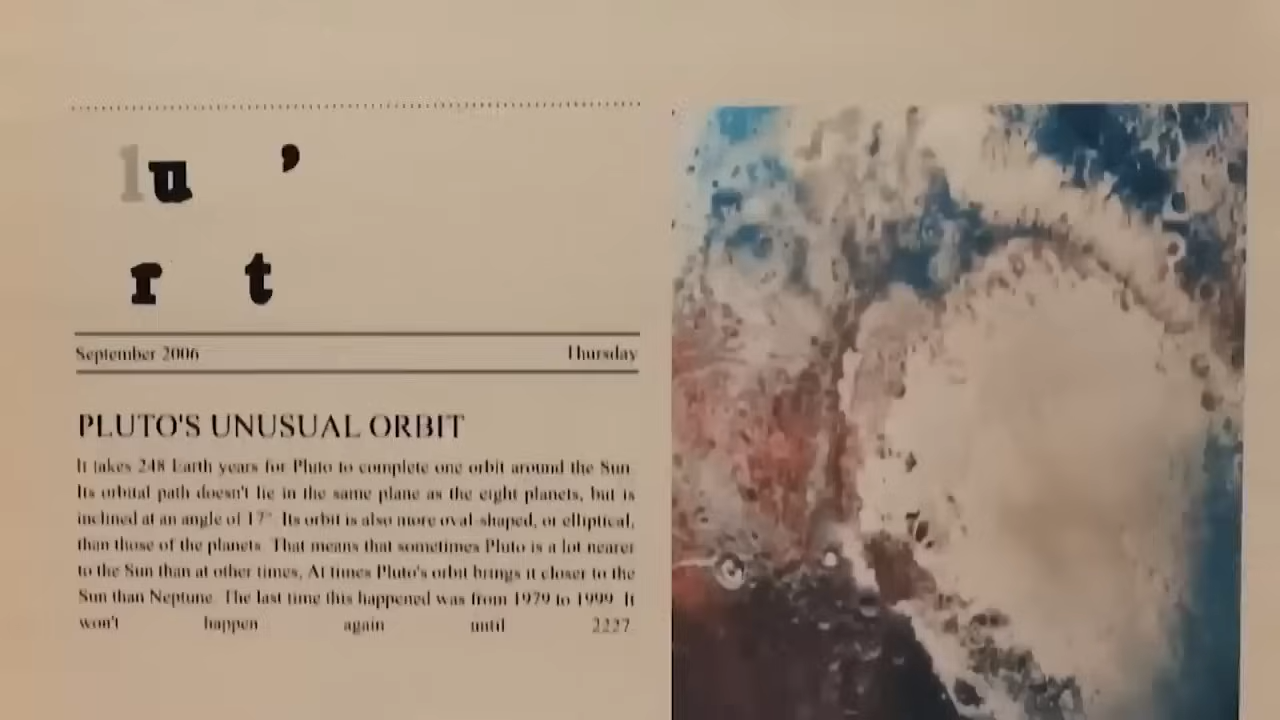 lu ’
r t
September 2006 Thursday
PLUTO'S UNUSUAL ORBIT
It takes 248 Earth years for Pluto to complete one orbit around the Sun.
Its orbital path doesn't lie in the same plane as the eight planets, but is
inclined at an angle of 17°. Its orbit is also more oval-shaped, or elliptical,
than those of the planets. That means that sometimes Pluto is a lot nearer
to the Sun than at other times. At times Pluto's orbit brings it closer to the
Sun than Neptune. The last time this happened was from 1979 to 1999. It
won't happen again until 2227.